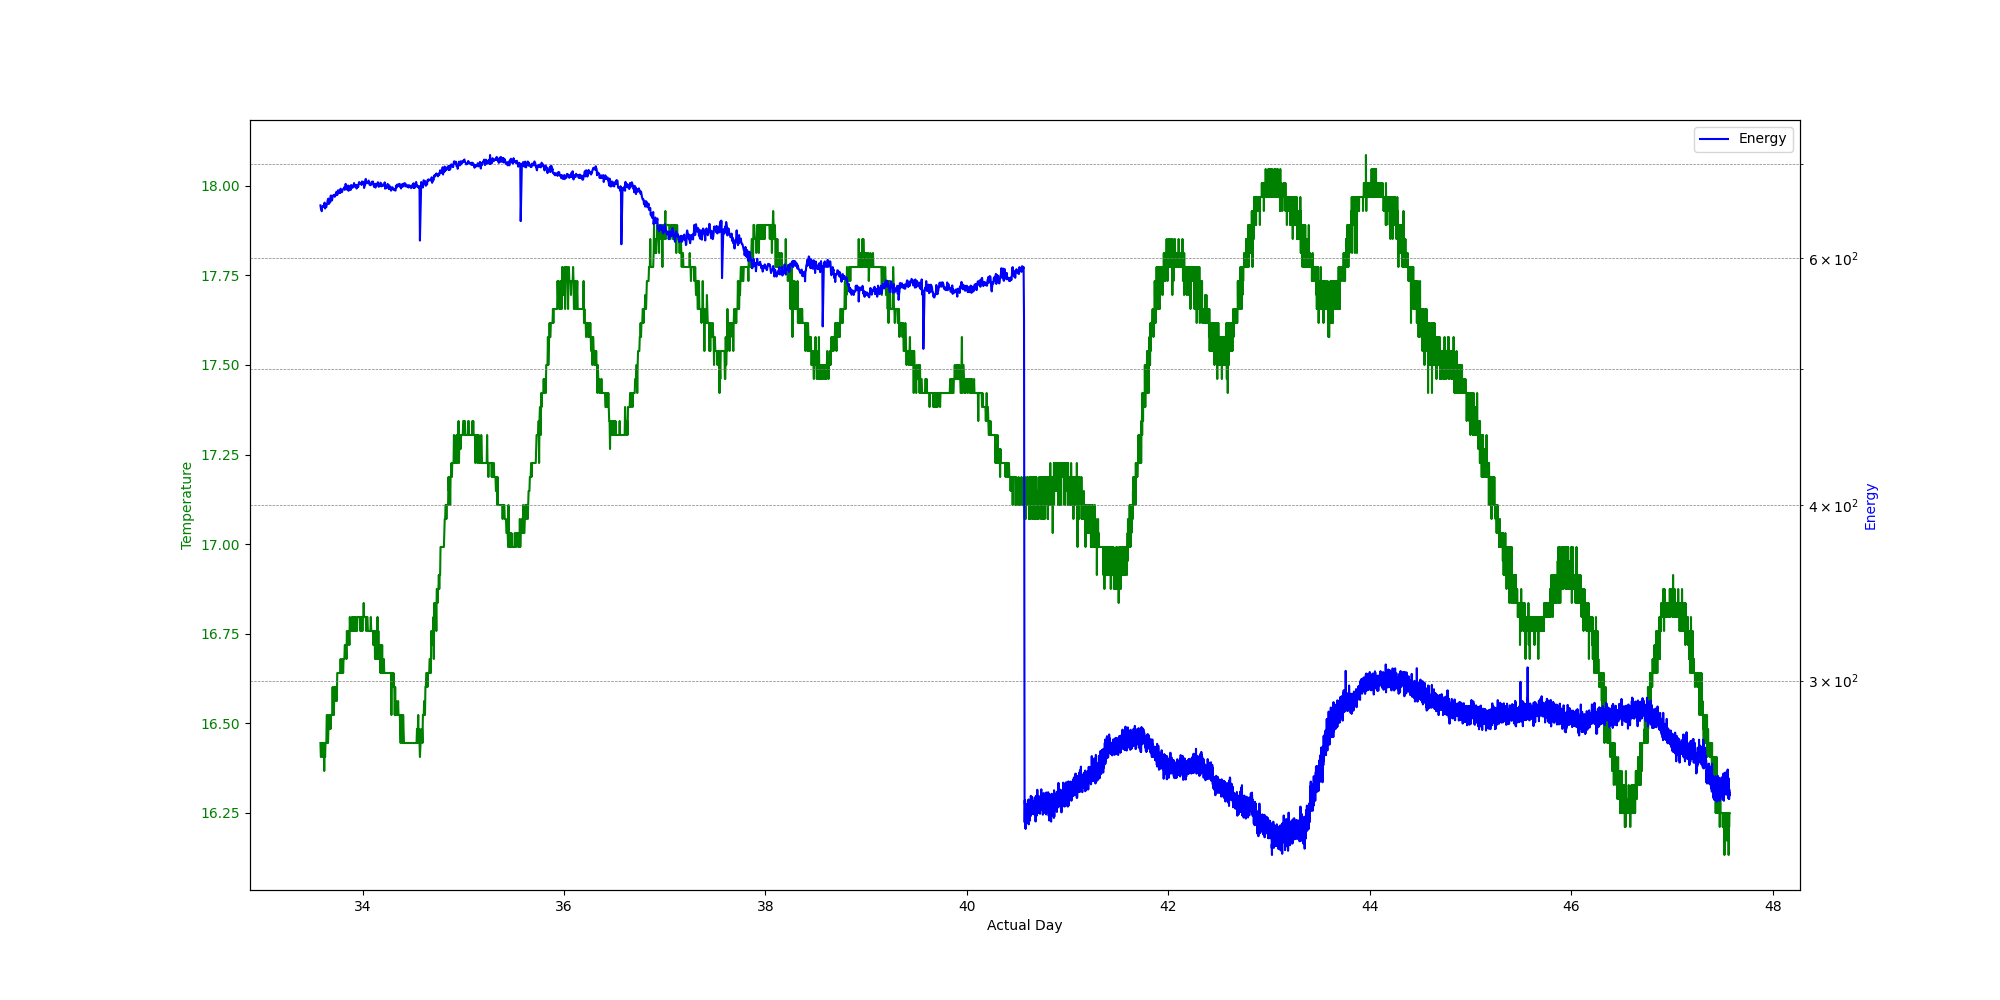 Energy
18.00
17.75
17.50
17.25
17.00
16.75
16.50
16.25
Temperature
6 × 10²
4 × 10²
3 × 10²
Energy
34 36 38 40 42 44 46 48
Actual Day